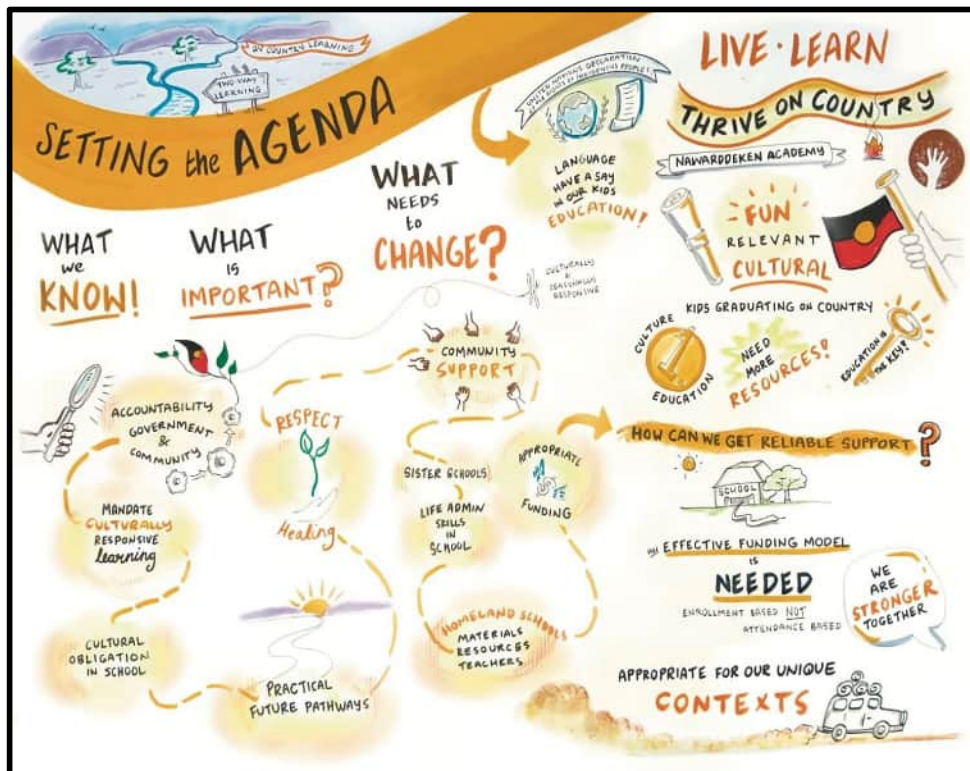 ON COUNTRY LEARNING
TWO WAY
LEARNING
SETTING the AGENDA
WHAT
we
KNOW!
WHAT
is
IMPORTANT?
WHAT
NEEDS
to
CHANGE?
ACCOUNTABILITY
GOVERNMENT
&
COMMUNITY
MANDATE
CULTURALLY
RESPONSIVE
learning
CULTURAL
OBLIGATION
IN SCHOOL
PRACTICAL
FUTURE PATHWAYS
RESPECT
Healing
COMMUNITY
SUPPORT
SISTER SCHOOLS
LIFE ADMIN
SKILLS
IN
SCHOOL
HOMELAND SCHOOLS
MATERIALS
RESOURCES
TEACHERS
APPROPRIATE
FUNDING
CULTURALLY
&
SEASONALLY
RESPONSIVE
UNITED NATIONS DECLARATION
of the RIGHTS of INDIGENOUS PEOPLES
LANGUAGE
HAVE A SAY
IN OUR KIDS
EDUCATION!
LIVE · LEARN
THRIVE ON COUNTRY
NAWARDDEKEN ACADEMY
FUN
RELEVANT
CULTURAL
KIDS GRADUATING ON COUNTRY
CULTURE
EDUCATION
NEED
MORE
RESOURCES!
EDUCATION is
THE KEY!
HOW CAN WE GET RELIABLE SUPPORT?
SCHOOL
EFFECTIVE FUNDING MODEL
is
NEEDED
ENROLLMENT BASED NOT
ATTENDANCE BASED
WE
ARE
STRONGER
TOGETHER
APPROPRIATE FOR OUR UNIQUE
CONTEXTS